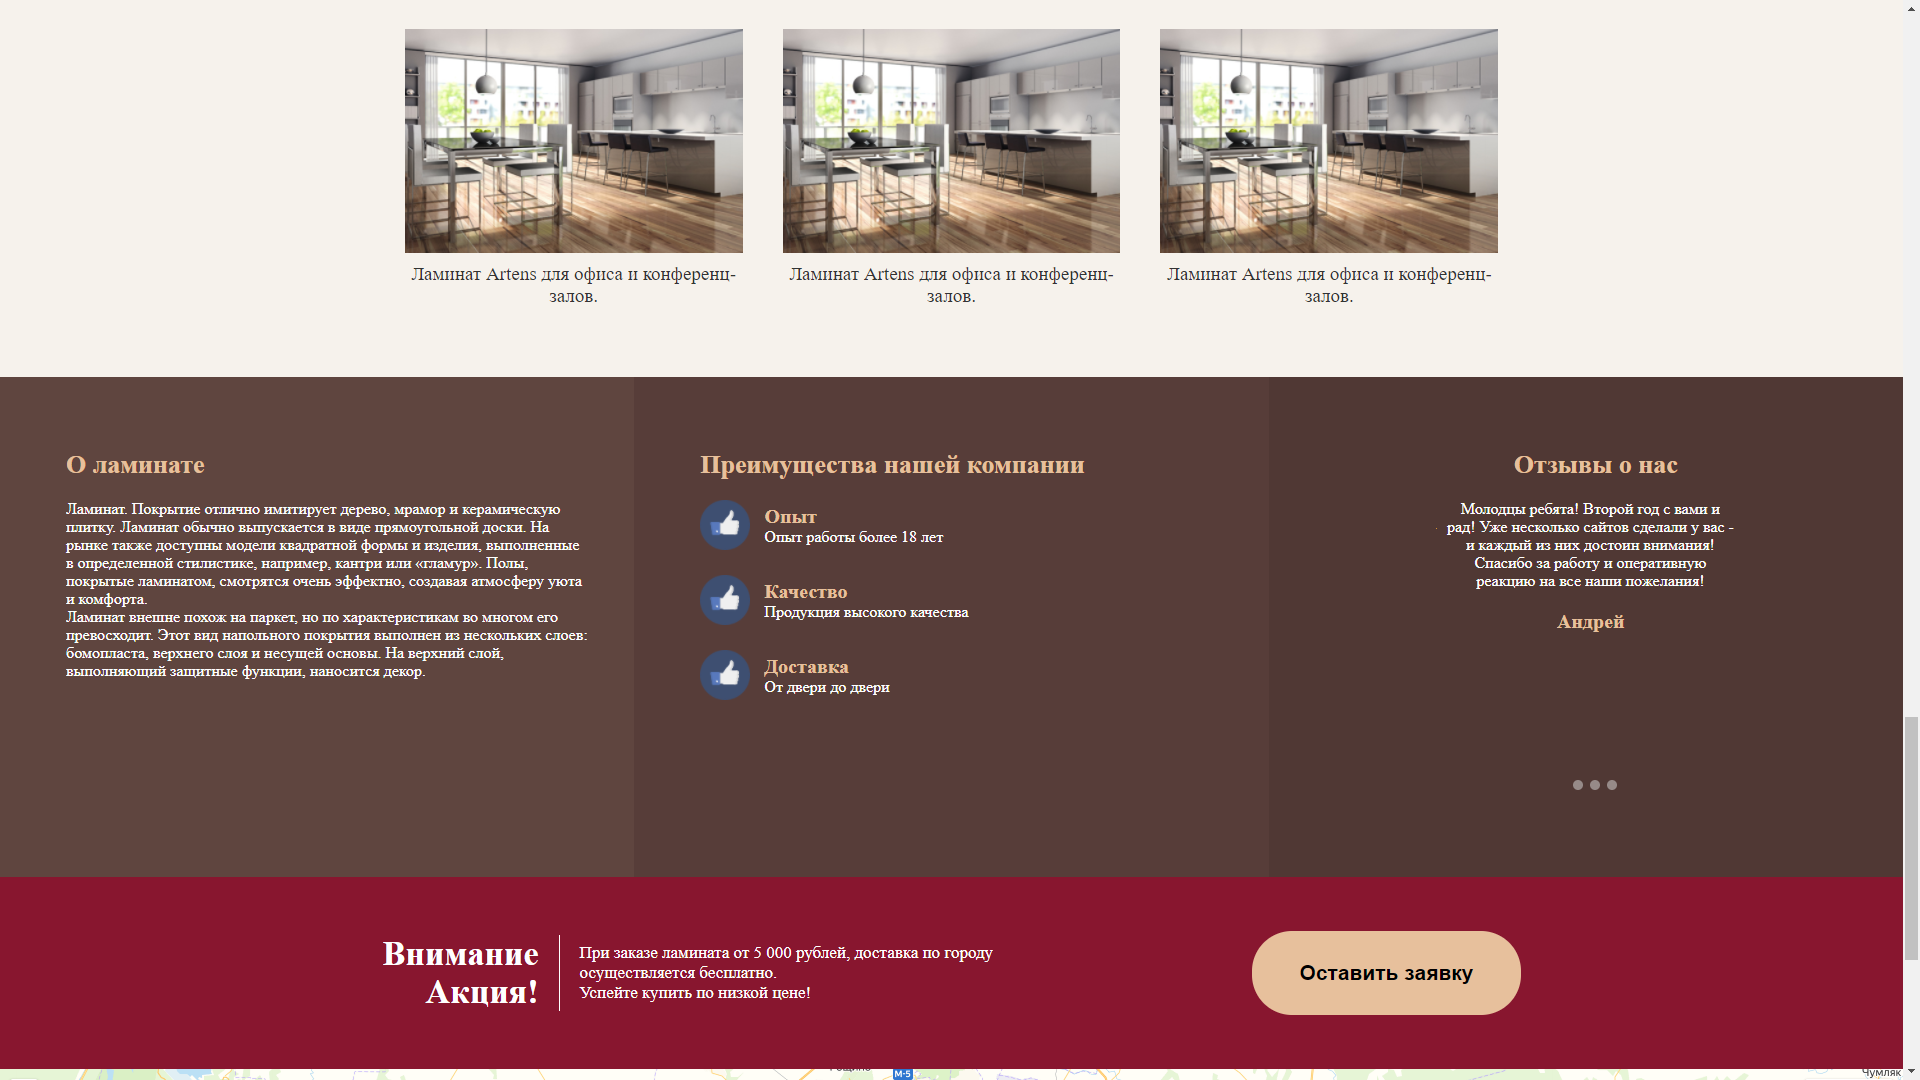 Ламинат Artens для офиса и конференц-
залов.
Ламинат Artens для офиса и конференц-
залов.
Ламинат Artens для офиса и конференц-
залов.
О ламинате
Ламинат. Покрытие отлично имитирует дерево, мрамор и керамическую
плитку. Ламинат обычно выпускается в виде прямоугольной доски. На
рынке также доступны модели квадратной формы и изделия, выполненные
в определенной стилистике, например, кантри или «гламур». Полы,
покрытые ламинатом, смотрятся очень эффектно, создавая атмосферу уюта
и комфорта.
Ламинат внешне похож на паркет, но по характеристикам во многом его
превосходит. Этот вид напольного покрытия выполнен из нескольких слоев:
бомопласта, верхнего слоя и несущей основы. На верхний слой,
выполняющий защитные функции, наносится декор.
Преимущества нашей компании
Опыт
Опыт работы более 18 лет
Качество
Продукция высокого качества
Доставка
От двери до двери
Отзывы о нас
Молодцы ребята! Второй год с вами и
рад! Уже несколько сайтов сделали у вас -
и каждый из них достоин внимания!
Спасибо за работу и оперативную
реакцию на все наши пожелания!
Андрей
Внимание
Акция!
При заказе ламината от 5 000 рублей, доставка по городу
осуществляется бесплатно.
Успейте купить по низкой цене!
Оставить заявку
М-5
Чумляк